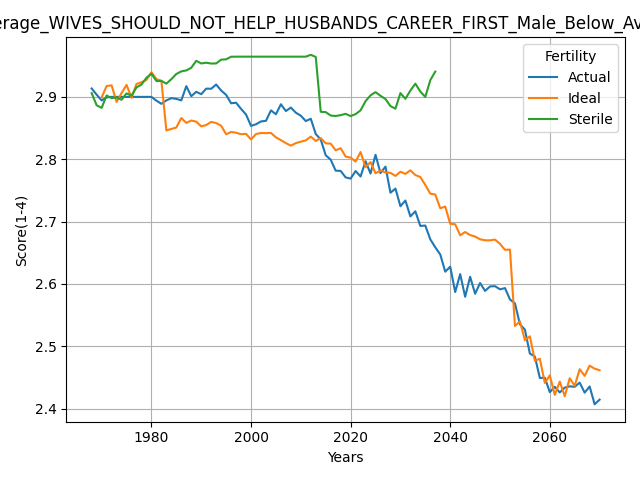 erage_WIVES_SHOULD_NOT_HELP_HUSBANDS_CAREER_FIRST_Male_Below_Av
Fertility
Actual
Ideal
Sterile
Score(1-4)
2.9
2.8
2.7
2.6
2.5
2.4
1980 2000 2020 2040 2060
Years